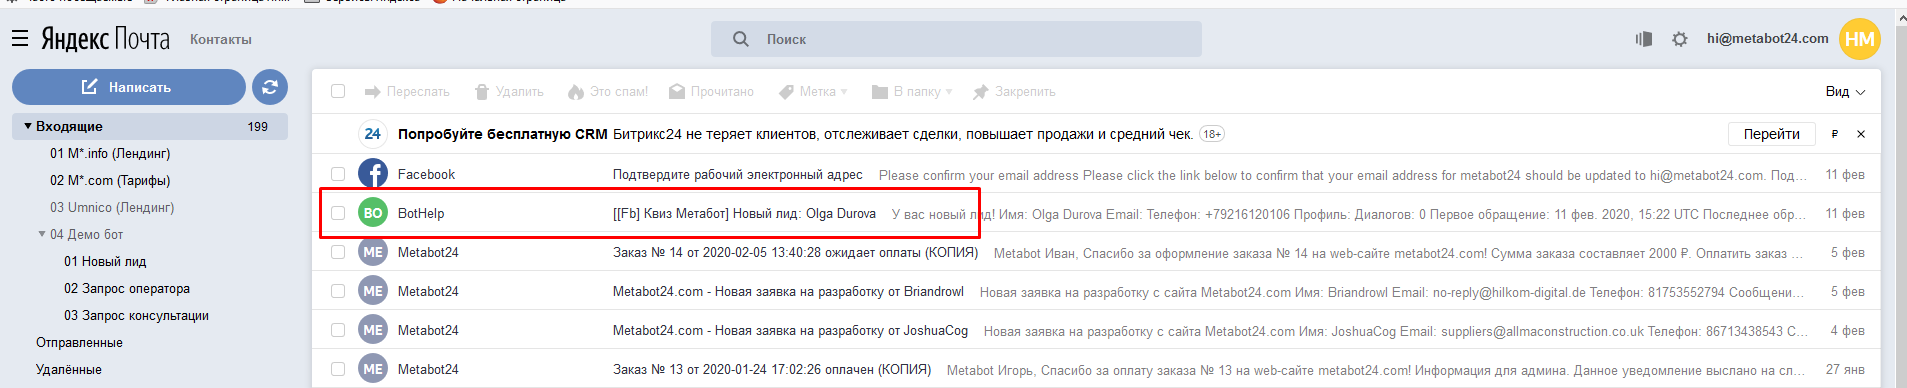 Яндекс Почта Контакты Поиск hi@metabot24.com HM
Написать
Переслать Удалить Это спам! Прочитано Метка В папку Закрепить Вид
Входящие 199
24 Попробуйте бесплатную CRM Битрикс24 не теряет клиентов, отслеживает сделки, повышает продажи и средний чек. 18+ Перейти ₽ ×
01 М*.info (Лендинг)
02 М*.com (Тарифы)
03 Umnico (Лендинг)
04 Демо бот
01 Новый лид
02 Запрос оператора
03 Запрос консультации
Отправленные
Удалённые
Facebook Подтвердите рабочий электронный адрес Please confirm your email address Please click the link below to confirm that your email address for metabot24 should be updated to hi@metabot24.com. Под... 11 фев
BO BotHelp [[Fb] Квиз Метабот] Новый лид: Olga Durova У вас новый лид! Имя: Olga Durova Email: Телефон: +79216120106 Профиль: Диалогов: 0 Первое обращение: 11 фев. 2020, 15:22 UTC Последнее обр... 11 фев
ME Metabot24 Заказ № 14 от 2020-02-05 13:40:28 ожидает оплаты (КОПИЯ) Metabot Иван, Спасибо за оформление заказа № 14 на web-сайте metabot24.com! Сумма заказа составляет 2000 ₽. Оплатить заказ ... 5 фев
ME Metabot24 Metabot24.com - Новая заявка на разработку от Briandrowl Новая заявка на разработку с сайта Metabot24.com Имя: Briandrowl Email: no-reply@hilkom-digital.de Телефон: 81753552794 Сообщени... 5 фев
ME Metabot24 Metabot24.com - Новая заявка на разработку от JoshuaCog Новая заявка на разработку с сайта Metabot24.com Имя: JoshuaCog Email: suppliers@allmaconstruction.co.uk Телефон: 86713438543 С... 4 фев
ME Metabot24 Заказ № 13 от 2020-01-24 17:02:26 оплачен (КОПИЯ) Metabot Игорь, Спасибо за оплату заказа № 13 на web-сайте metabot24.com! Информация для админа. Данное уведомление выслано на сл... 27 янв